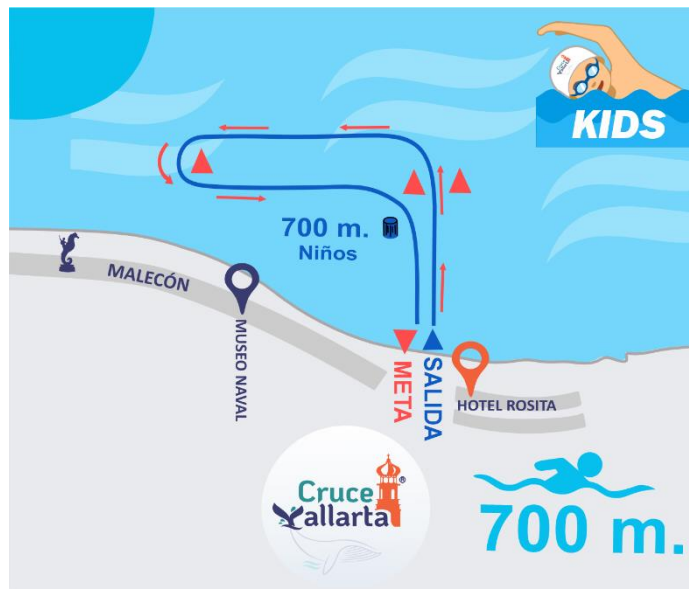 KIDS
700 m.
Niños
MALECÓN
MUSEO NAVAL
META
SALIDA
HOTEL ROSITA
Cruce
Vallarta®
700 m.